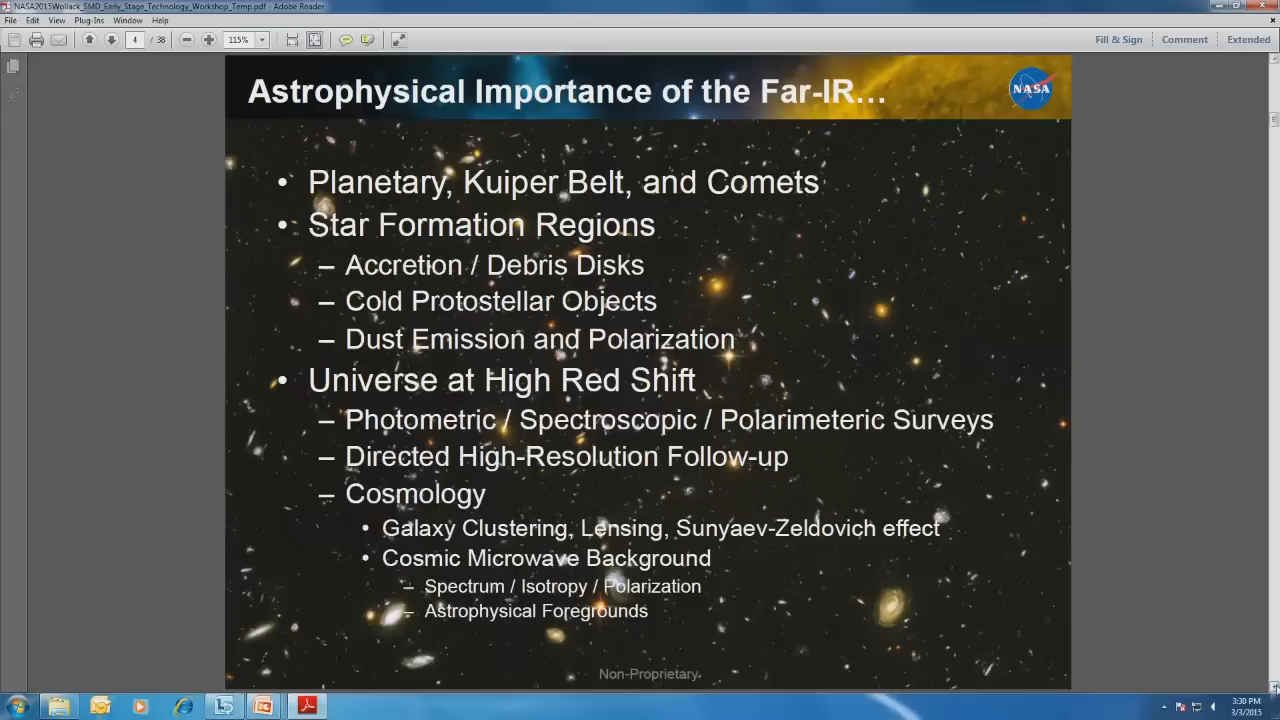 NASA2015Wollack_SMD_Early_Stage_Technology_Workshop_Temp.pdf - Adobe Reader
File Edit View Plug-Ins Window Help
4 / 38 115% Fill & Sign Comment Extended
Astrophysical Importance of the Far-IR…
NASA
• Planetary, Kuiper Belt, and Comets
• Star Formation Regions
– Accretion / Debris Disks
– Cold Protostellar Objects
– Dust Emission and Polarization
• Universe at High Red Shift
– Photometric / Spectroscopic / Polarimeteric Surveys
– Directed High-Resolution Follow-up
– Cosmology
• Galaxy Clustering, Lensing, Sunyaev-Zeldovich effect
• Cosmic Microwave Background
– Spectrum / Isotropy / Polarization
– Astrophysical Foregrounds
Non-Proprietary
3:30 PM
3/3/2015